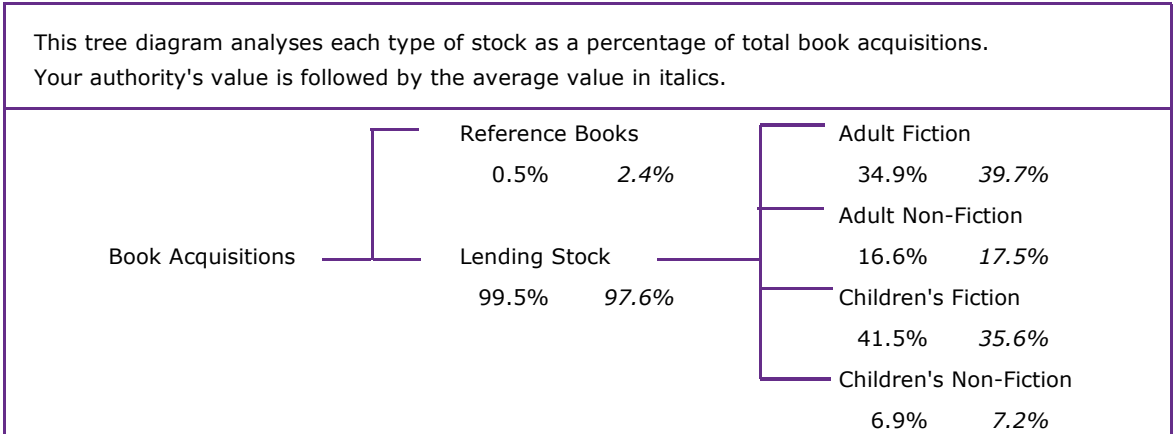 This tree diagram analyses each type of stock as a percentage of total book acquisitions.
Your authority's value is followed by the average value in italics.
Reference Books
0.5% 2.4%
Book Acquisitions
Lending Stock
99.5% 97.6%
Adult Fiction
34.9% 39.7%
Adult Non-Fiction
16.6% 17.5%
Children's Fiction
41.5% 35.6%
Children's Non-Fiction
6.9% 7.2%